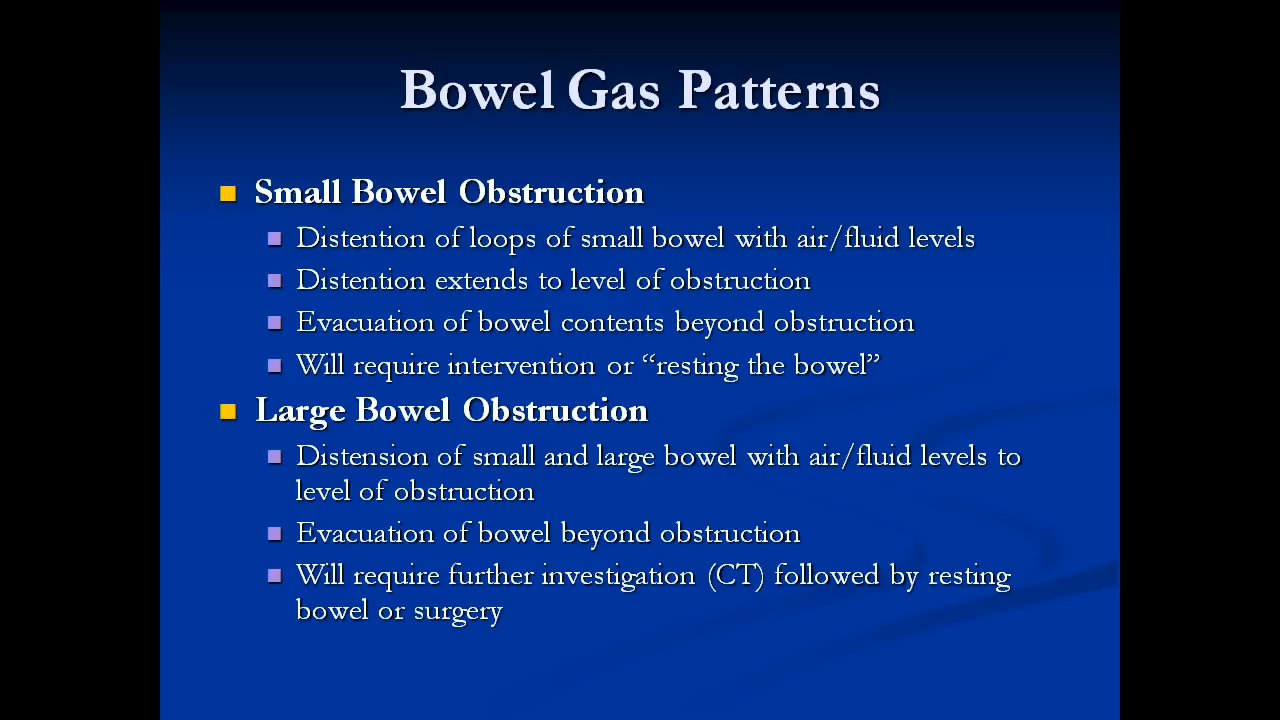 Bowel Gas Patterns
Small Bowel Obstruction
Distention of loops of small bowel with air/fluid levels
Distention extends to level of obstruction
Evacuation of bowel contents beyond obstruction
Will require intervention or “resting the bowel”
Large Bowel Obstruction
Distension of small and large bowel with air/fluid levels to
level of obstruction
Evacuation of bowel beyond obstruction
Will require further investigation (CT) followed by resting
bowel or surgery